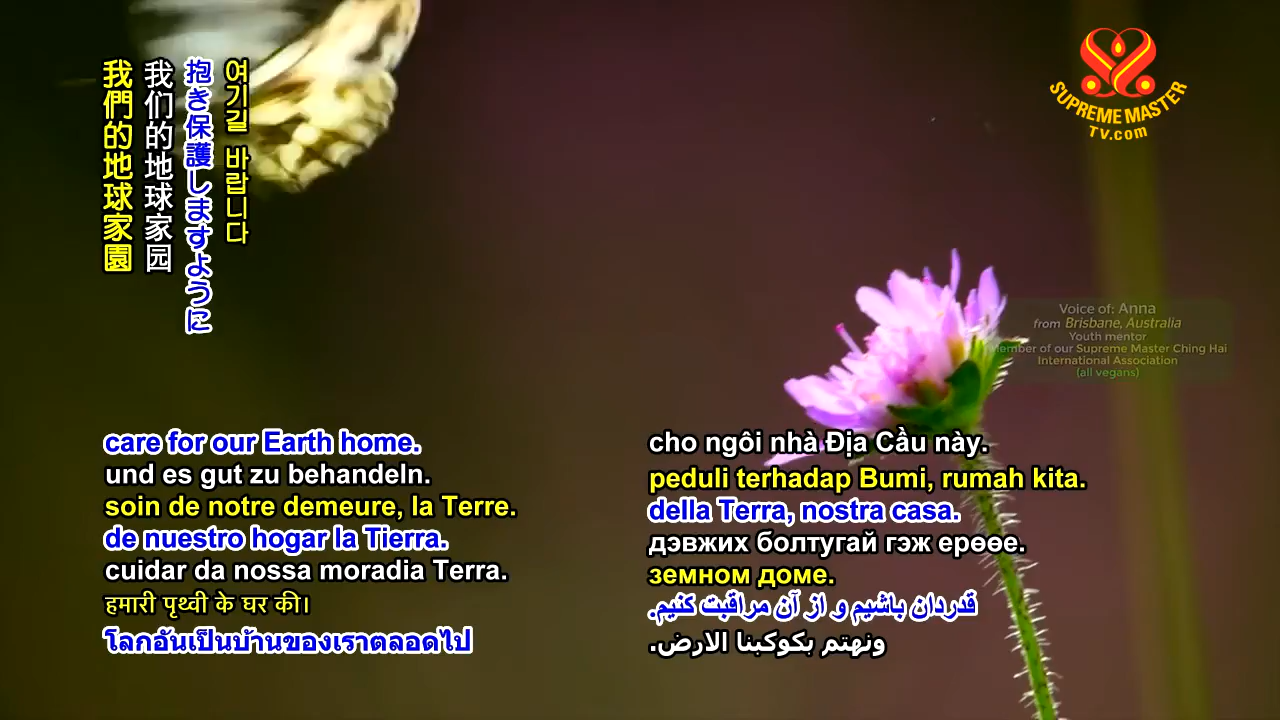 여기길 바랍니다
抱き保護しますように
我们的地球家园
我們的地球家園
SUPREME MASTER
TV.com
Voice of: Anna
from Brisbane, Australia
Youth mentor
Member of our Supreme Master Ching Hai
International Association
(all vegans)
care for our Earth home.
und es gut zu behandeln.
soin de notre demeure, la Terre.
de nuestro hogar la Tierra.
cuidar da nossa moradia Terra.
हमारी पृथ्वी के घर की।
โลกอันเป็นบ้านของเราตลอดไป
cho ngôi nhà Địa Cầu này.
peduli terhadap Bumi, rumah kita.
della Terra, nostra casa.
дэвжих болтугай гэж ерөөе.
земном доме.
قدردان باشیم و از آن مراقبت کنیم.
ونهتم بكوكبنا الارض.